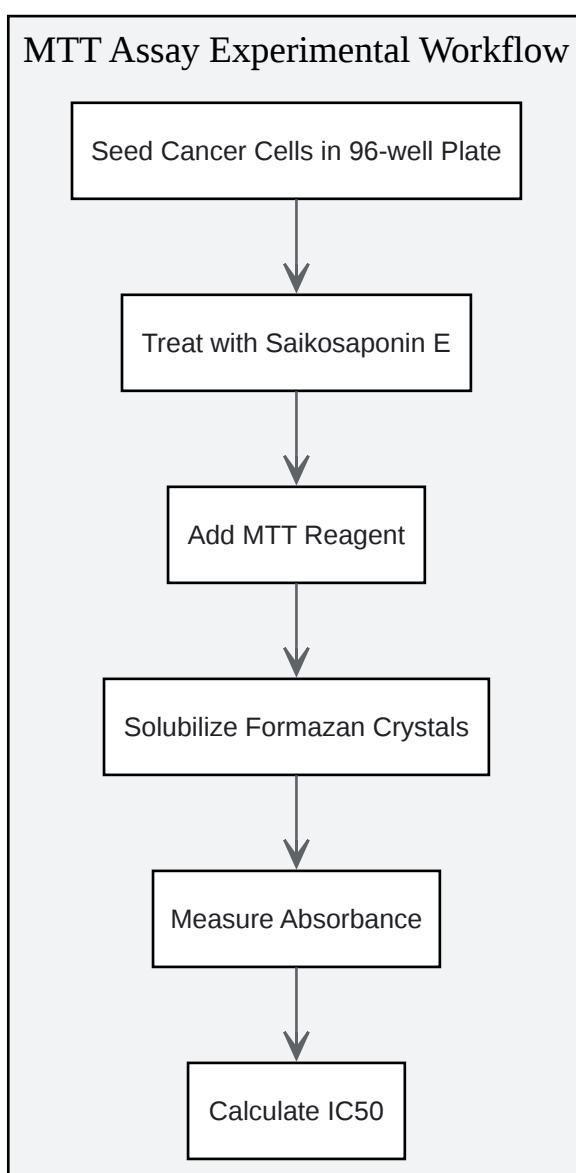 MTT Assay Experimental Workflow
Seed Cancer Cells in 96-well Plate
Treat with Saikosaponin E
Add MTT Reagent
Solubilize Formazan Crystals
Measure Absorbance
Calculate IC50